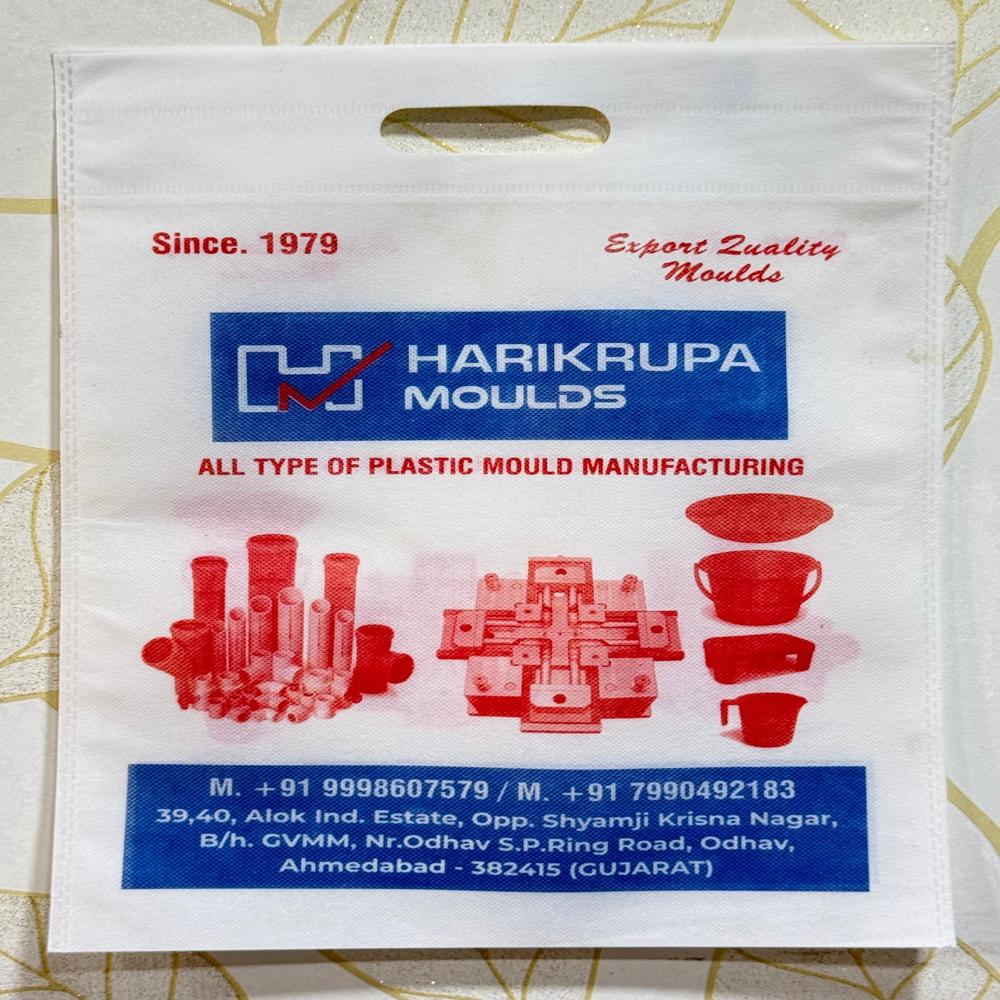 Since. 1979
Export Quality
Moulds
HARIKRUPA
MOULDS
ALL TYPE OF PLASTIC MOULD MANUFACTURING
M. +91 9998607579 / M. +91 7990492183
39,40, Alok Ind. Estate, Opp. Shyamji Krisna Nagar,
B/h. GVMM, Nr.Odhav S.P.Ring Road, Odhav,
Ahmedabad - 382415 (GUJARAT)